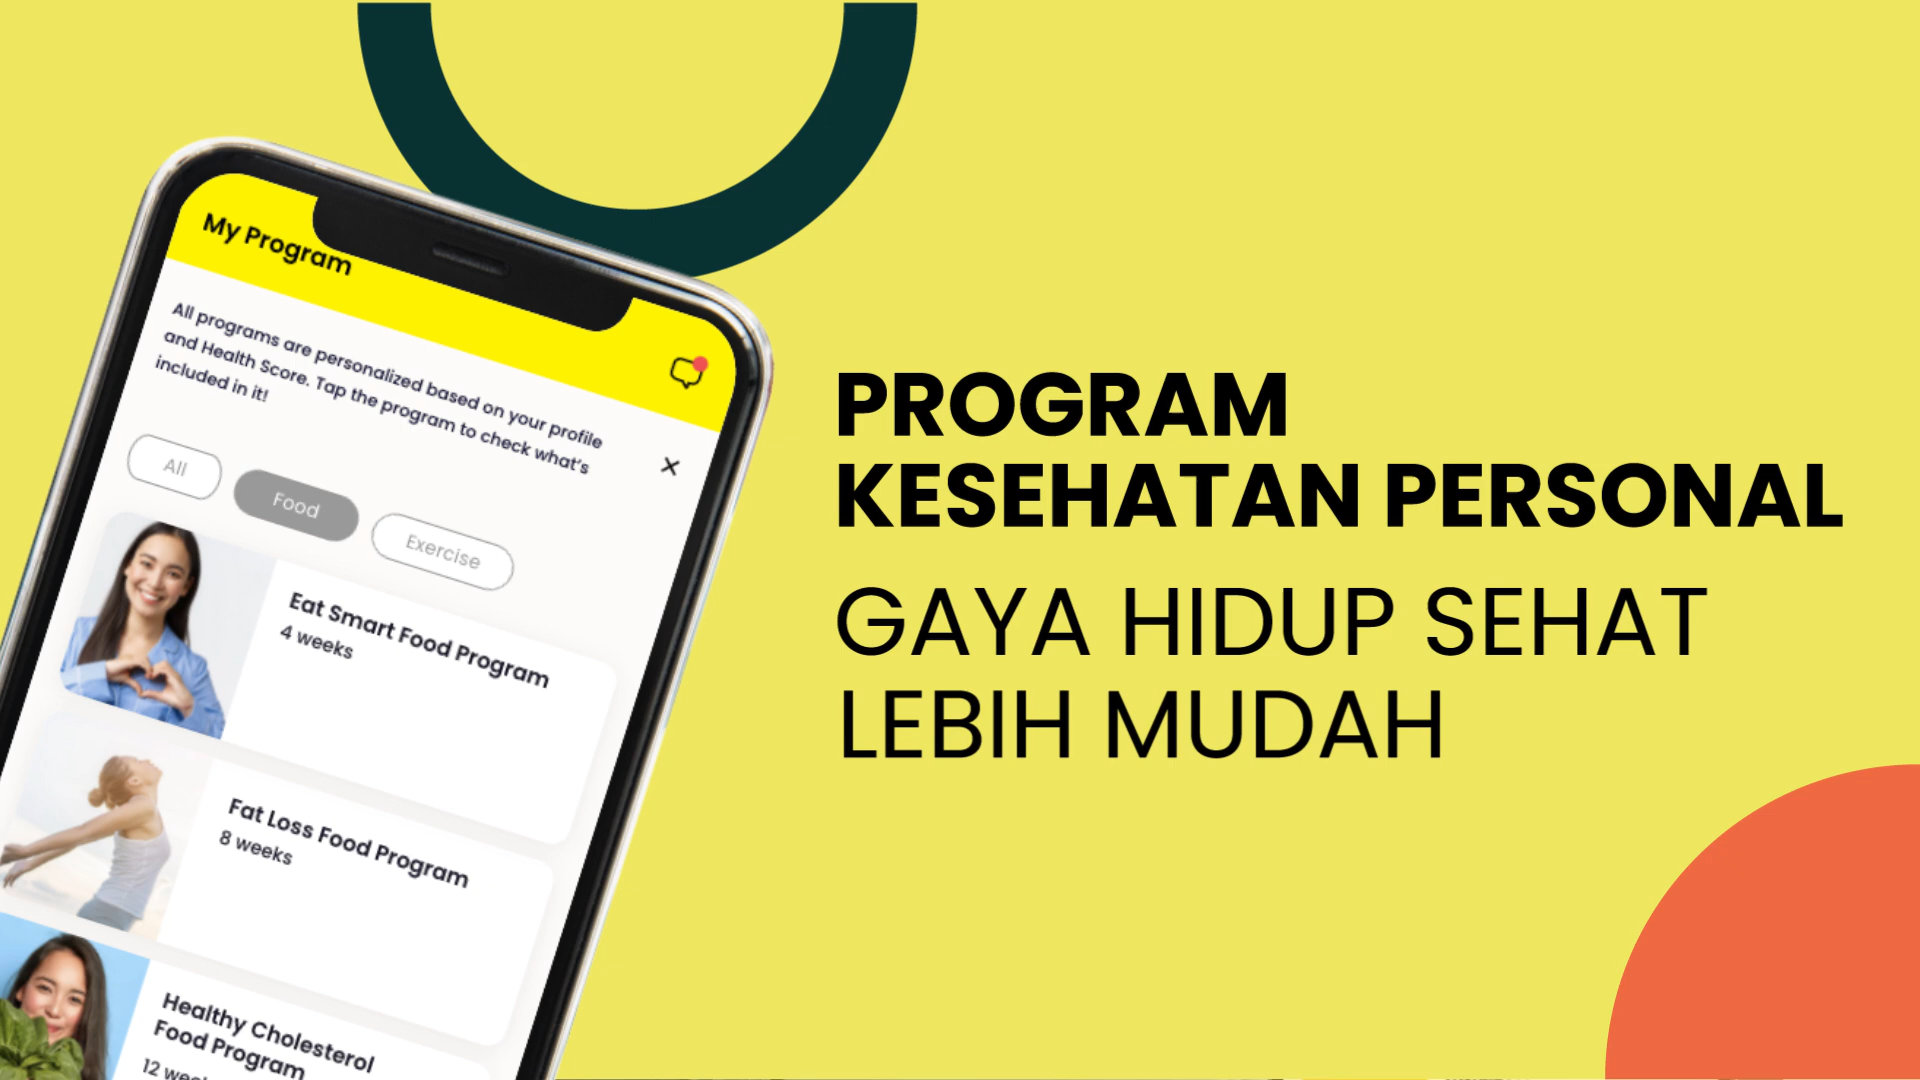 My Program
All programs are personalized based on your profile
and Health Score. Tap the program to check what's
included in it!
All
Food
Exercise
Eat Smart Food Program
4 weeks
Fat Loss Food Program
8 weeks
Healthy Cholesterol
Food Program
12
PROGRAM
KESEHATAN PERSONAL
GAYA HIDUP SEHAT
LEBIH MUDAH